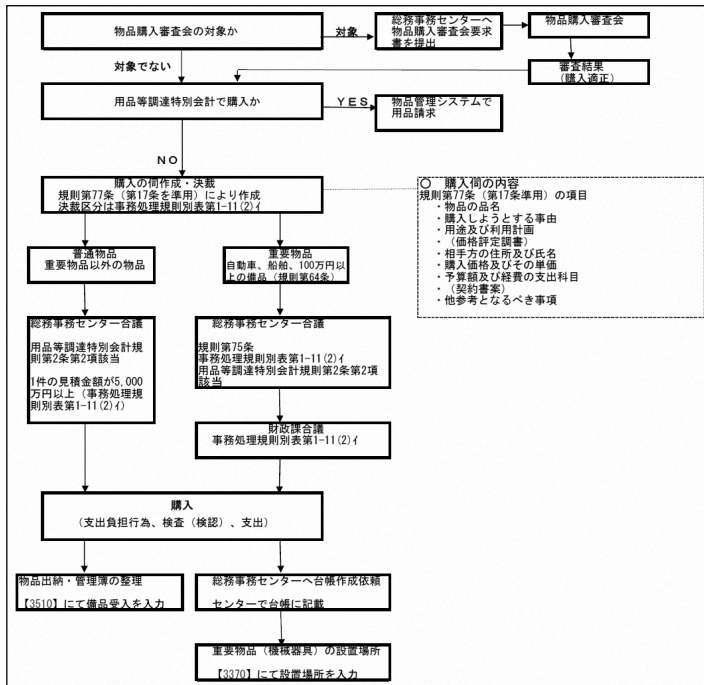 物品購入審査会の対象か
対象
総務事務センターへ
物品購入審査会要求
書を提出
物品購入審査会
審査結果
(購入適正)
対象でない
用品等調達特別会計で購入か
YES
物品管理システムで
用品請求
NO
購入の伺作成・決裁
規則第77条(第17条を準用)により作成
決裁区分は事務処理規則別表第1-11(2)ｲ
○ 購入伺の内容
規則第77条(第17条準用)の項目
・物品の品名
・購入しようとする事由
・用途及び利用計画
・(価格評定調書)
・相手方の住所及び氏名
・購入価格及びその単価
・予算額及び経費の支出科目
・(契約書案)
・他参考となるべき事項
普通物品
重要物品以外の物品
重要物品
自動車、船舶、100万円以
上の備品(規則第64条)
総務事務センター合議
用品等調達特別会計規
則第2条第2項該当
1件の見積金額が5,000
万円以上(事務処理規
則別表第1-11(2)ｲ)
総務事務センター合議
規則第75条
事務処理規則別表第1-11(2)ｲ
用品等調達特別会計規則第2条第2項
該当
財政課合議
事務処理規則別表第1-11(2)ｲ
購入
(支出負担行為、検査(検認)、支出)
物品出納・管理簿の整理
【3510】にて備品受入を入力
総務事務センターへ台帳作成依頼
センターで台帳に記載
重要物品(機械器具)の設置場所
【3370】にて設置場所を入力